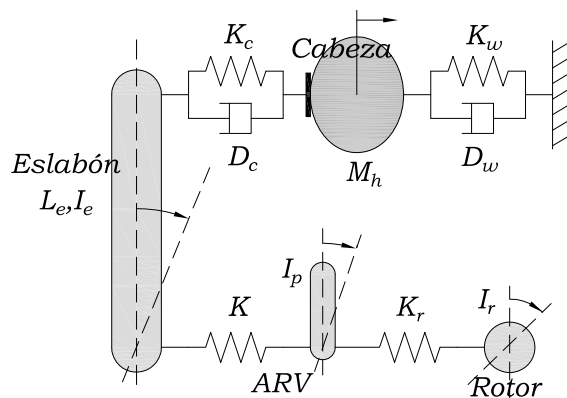 K_c
Cabeza
K_w
D_c
M_h
D_w
Eslabón
L_e,I_e
I_p
K
K_r
I_r
ARV
Rotor